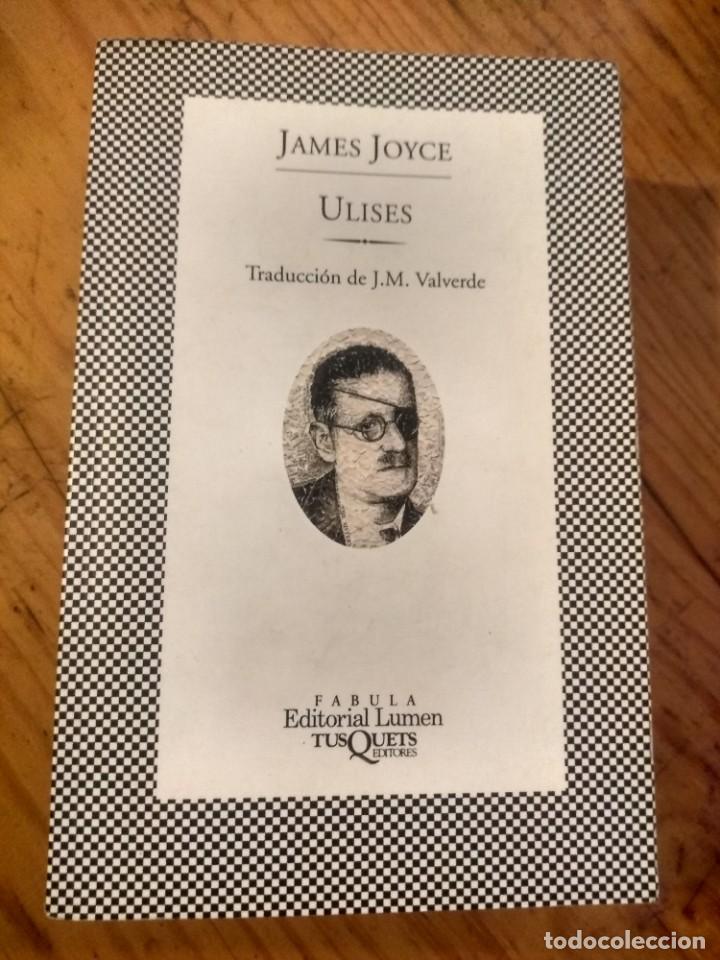 JAMES JOYCE
ULISES
Traducción de J.M. Valverde
FABULA
Editorial Lumen
TUSQUETS
EDITORES
todocoleccion